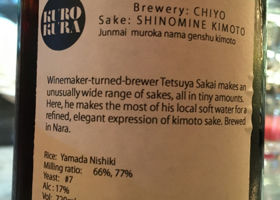 KURO
KURA
Brewery: CHIYO
Sake: SHINOMINE KIMOTO
Junmai muroka nama genshu kimoto
Winemaker-turned-brewer Tetsuya Sakai makes an
unusually wide range of sakes, all in tiny amounts.
Here, he makes the most of his local soft water for a
refined, elegant expression of kimoto sake. Brewed
in Nara.
Rice: Yamada Nishiki
Milling ratio: 66%, 77%
Yeast: #7
Alc: 17%
Vol: 720ml